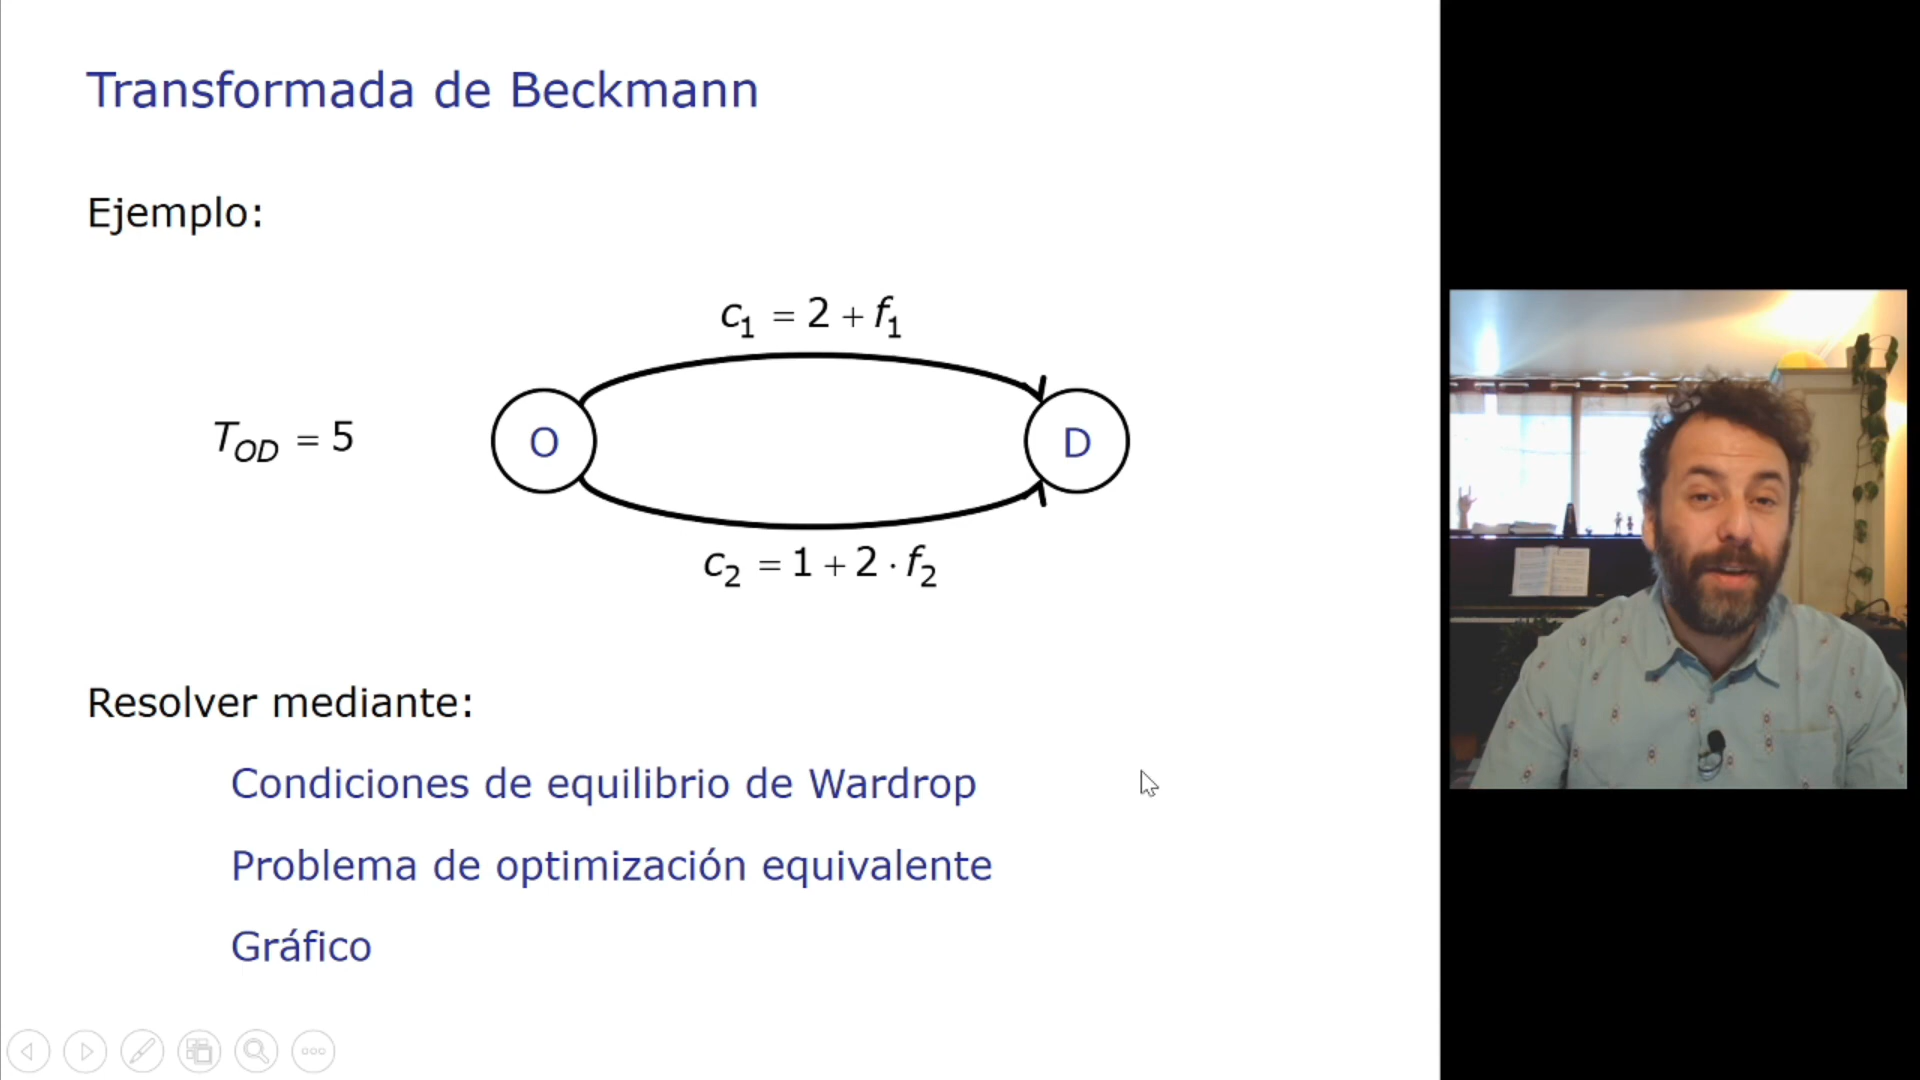 Transformada de Beckmann
Ejemplo:
c₁ = 2 + f₁
T_OD = 5
O
D
c₂ = 1 + 2 · f₂
Resolver mediante:
Condiciones de equilibrio de Wardrop
Problema de optimización equivalente
Gráfico